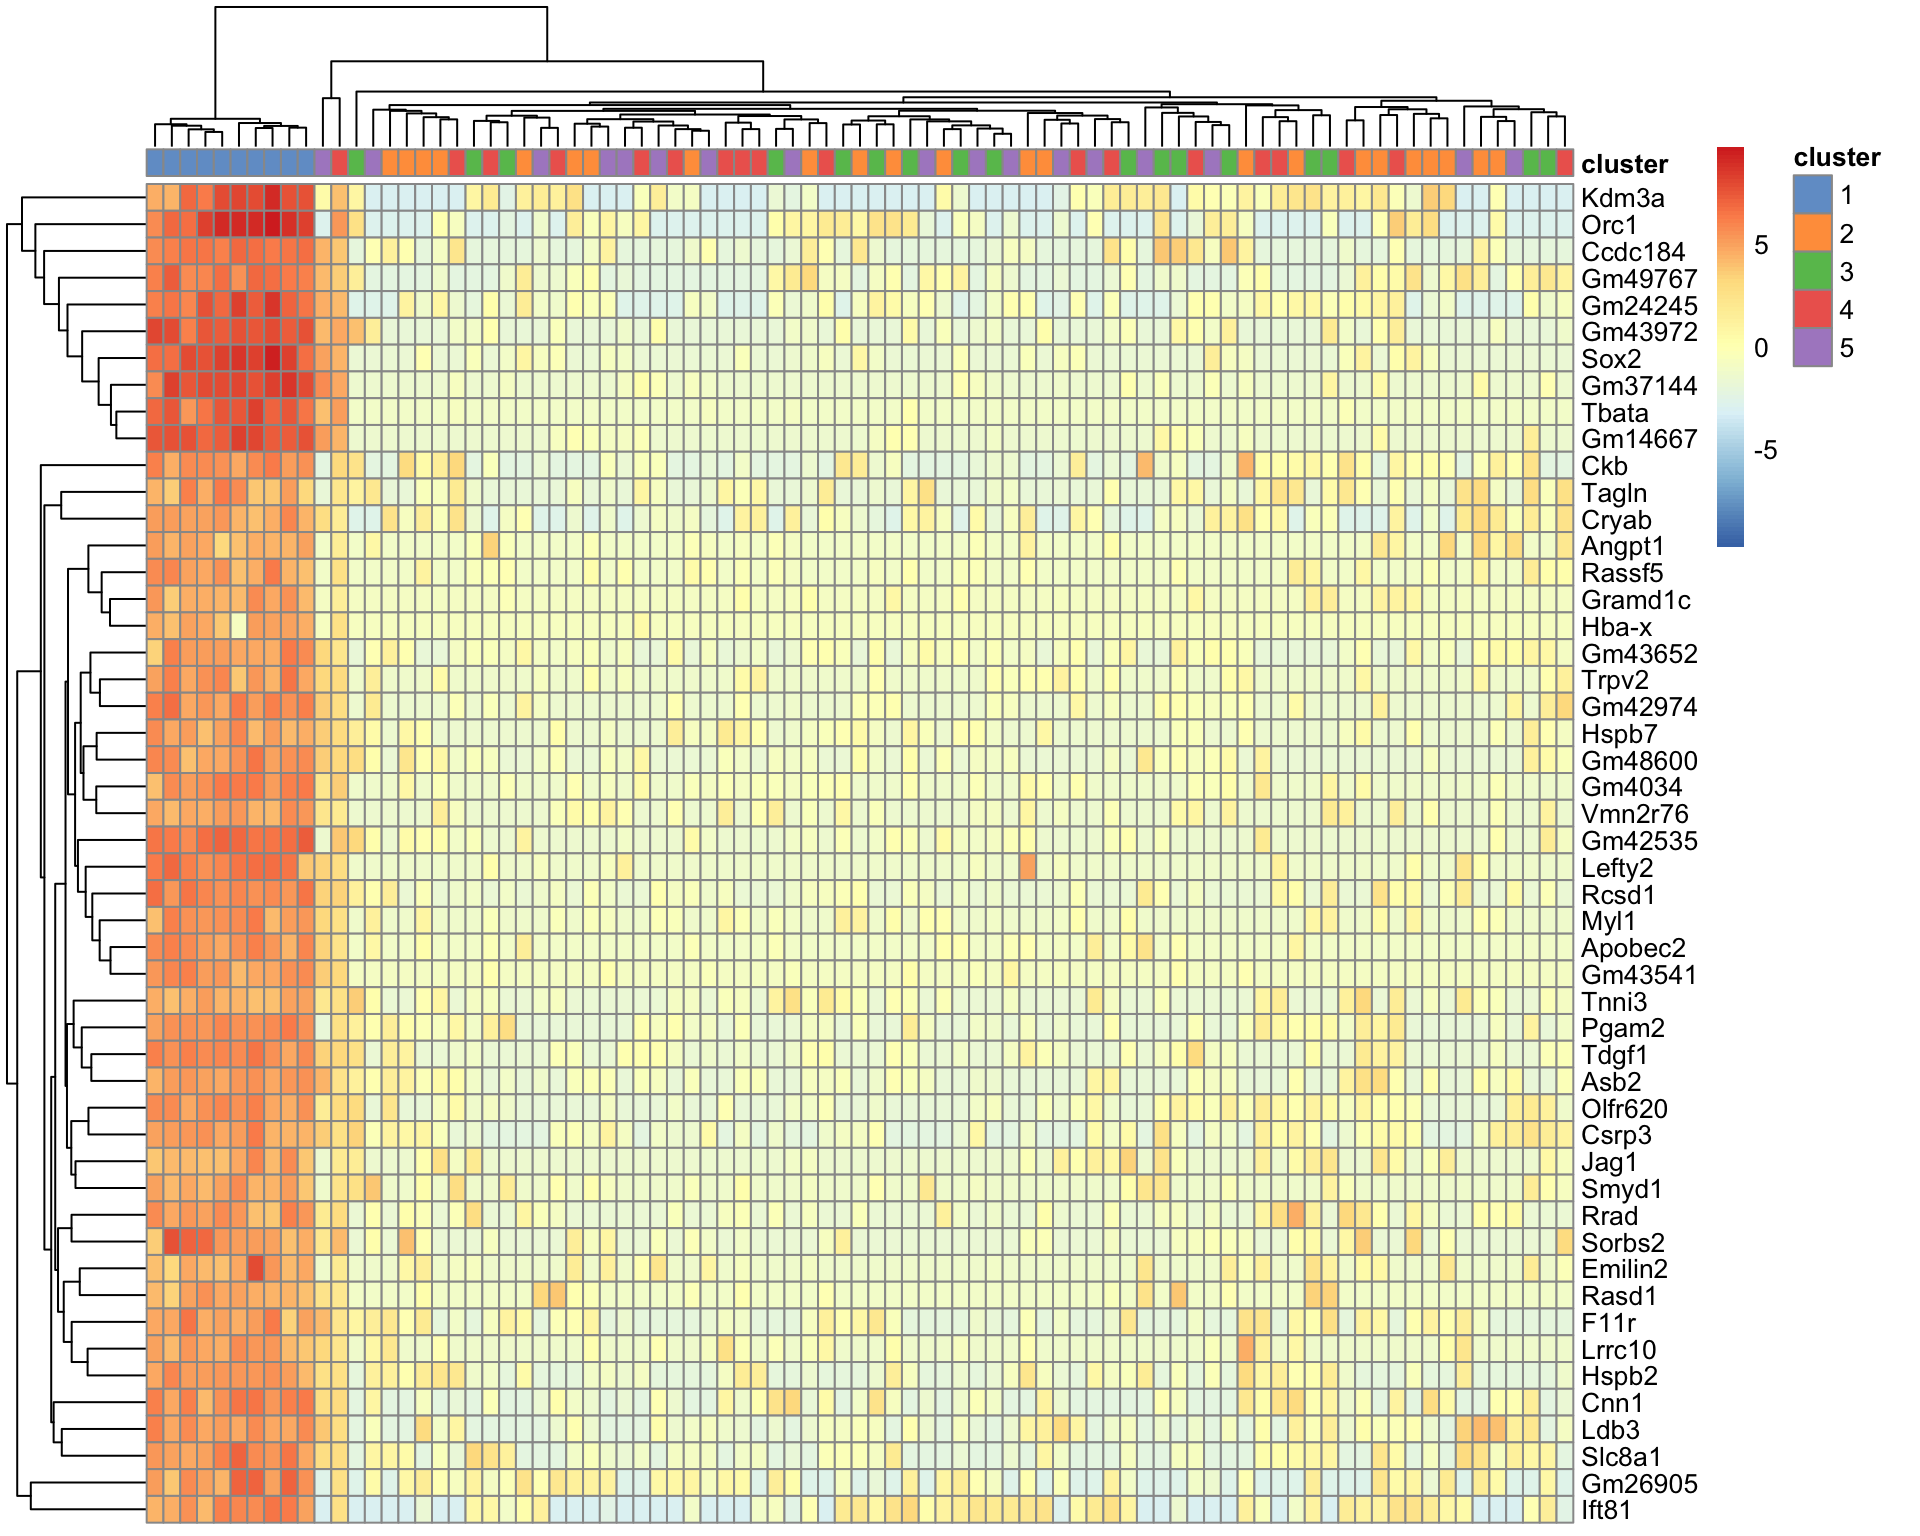 cluster
Kdm3a
Orc1
Ccdc184
Gm49767
Gm24245
Gm43972
Sox2
Gm37144
Tbata
Gm14667
Ckb
Tagln
Cryab
Angpt1
Rassf5
Gramd1c
Hba-x
Gm43652
Trpv2
Gm42974
Hspb7
Gm48600
Gm4034
Vmn2r76
Gm42535
Lefty2
Rcsd1
Myl1
Apobec2
Gm43541
Tnni3
Pgam2
Tdgf1
Asb2
Olfr620
Csrp3
Jag1
Smyd1
Rrad
Sorbs2
Emilin2
Rasd1
F11r
Lrrc10
Hspb2
Cnn1
Ldb3
Slc8a1
Gm26905
Ift81
5
0
-5
cluster
1
2
3
4
5